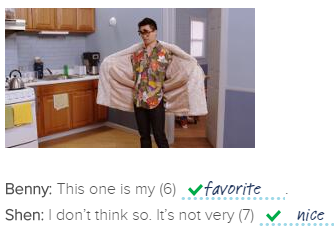 Benny: This one is my (6) favorite.
Shen: I don't think so. It's not very (7) nice